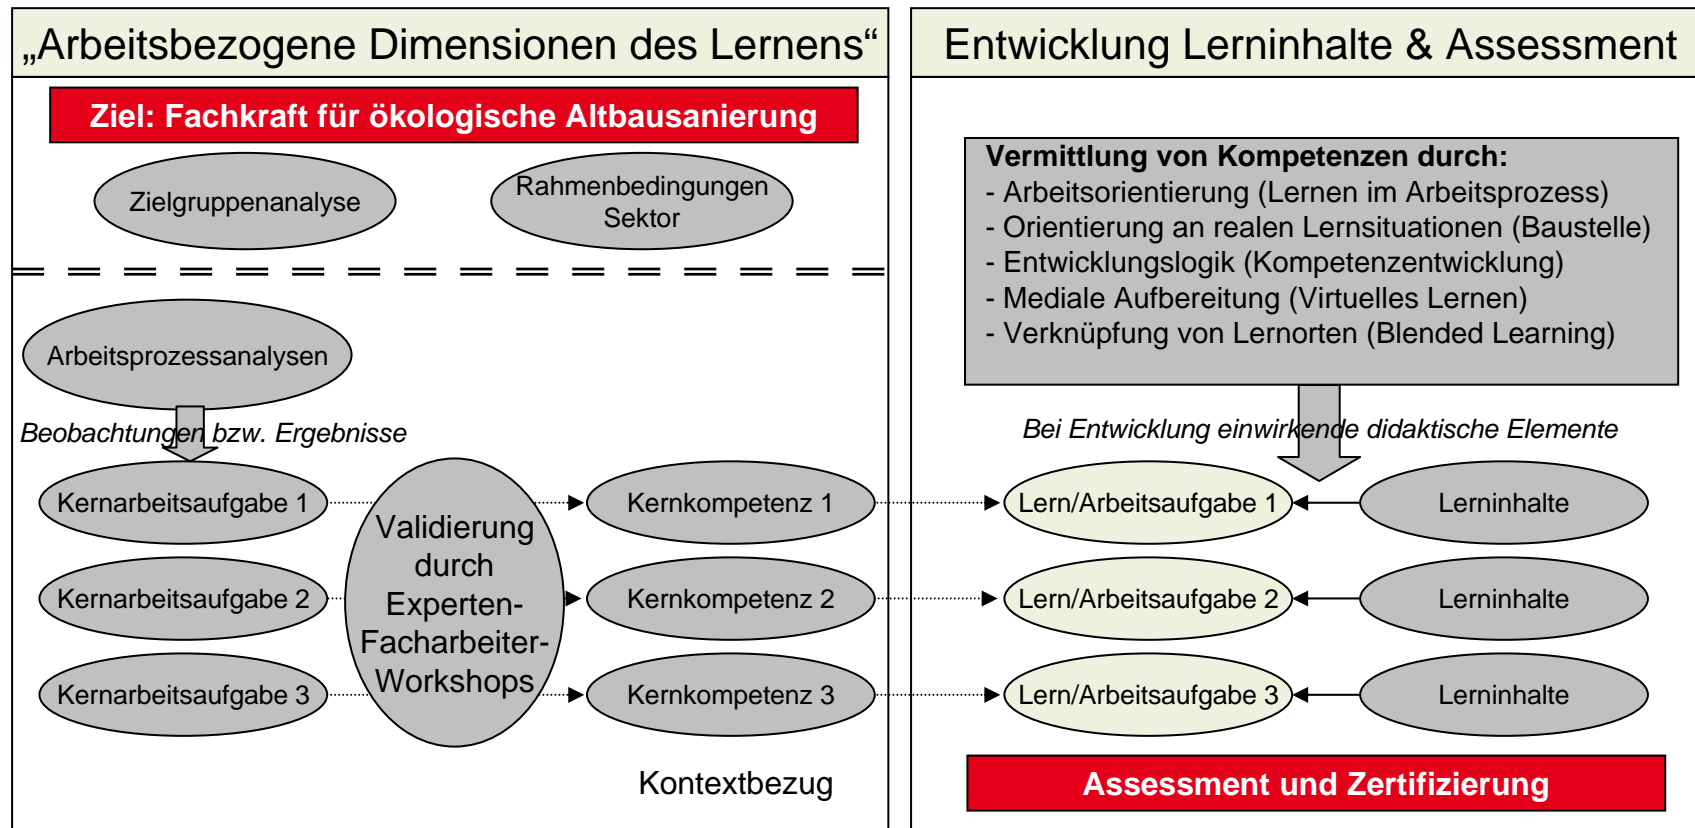 „Arbeitsbezogene Dimensionen des Lernens“
Ziel: Fachkraft für ökologische Altbausanierung
Zielgruppenanalyse
Rahmenbedingungen
Sektor
Arbeitsprozessanalysen
Beobachtungen bzw. Ergebnisse
Kernarbeitsaufgabe 1
Kernarbeitsaufgabe 2
Kernarbeitsaufgabe 3
Validierung
durch
Experten-
Facharbeiter-
Workshops
Kernkompetenz 1
Kernkompetenz 2
Kernkompetenz 3
Kontextbezug
Entwicklung Lerninhalte & Assessment
Vermittlung von Kompetenzen durch:
- Arbeitsorientierung (Lernen im Arbeitsprozess)
- Orientierung an realen Lernsituationen (Baustelle)
- Entwicklungslogik (Kompetenzentwicklung)
- Mediale Aufbereitung (Virtuelles Lernen)
- Verknüpfung von Lernorten (Blended Learning)
Bei Entwicklung einwirkende didaktische Elemente
Lern/Arbeitsaufgabe 1
Lerninhalte
Lern/Arbeitsaufgabe 2
Lerninhalte
Lern/Arbeitsaufgabe 3
Lerninhalte
Assessment und Zertifizierung